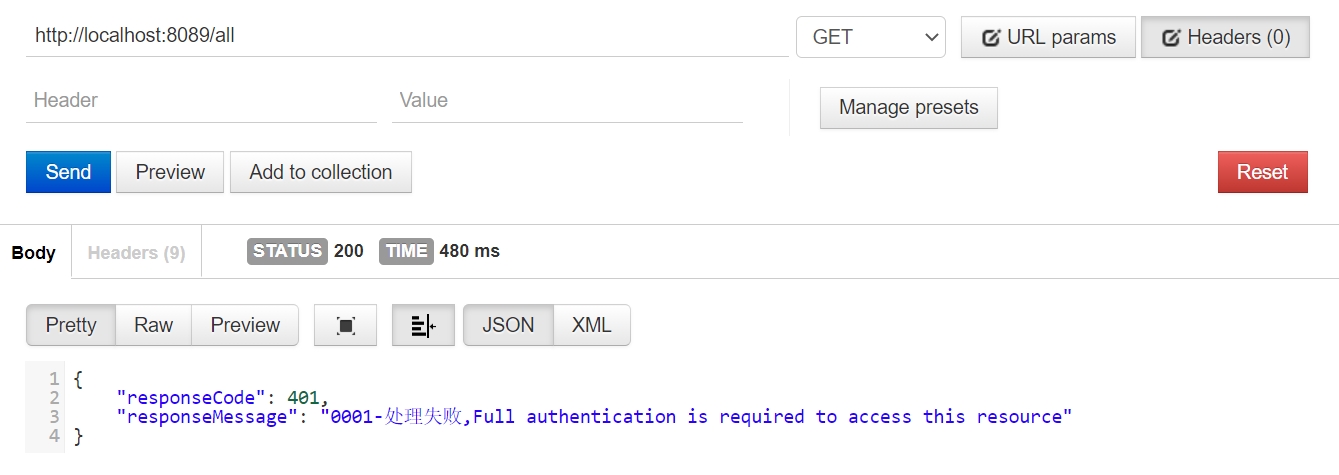 http://localhost:8089/all GET URL params Headers (0)
Header Value Manage presets
Send Preview Add to collection Reset
Body Headers (9) STATUS 200 TIME 480 ms
Pretty Raw Preview JSON XML
1 {
2 "responseCode": 401,
3 "responseMessage": "0001-处理失败,Full authentication is required to access this resource"
4 }